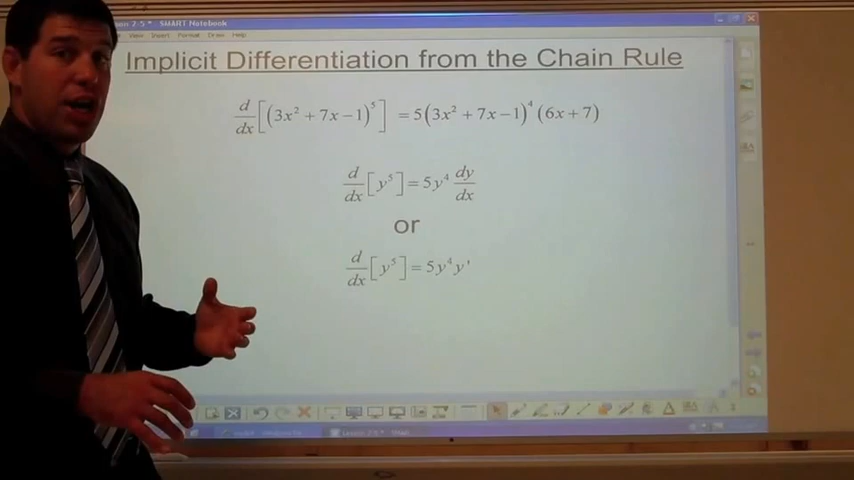 SMART Notebook
Implicit Differentiation from the Chain Rule
d/dx[(3x² + 7x − 1)⁵] = 5(3x² + 7x − 1)⁴(6x + 7)
d/dx[y⁵] = 5y⁴ dy/dx
or
d/dx[y⁵] = 5y⁴y'